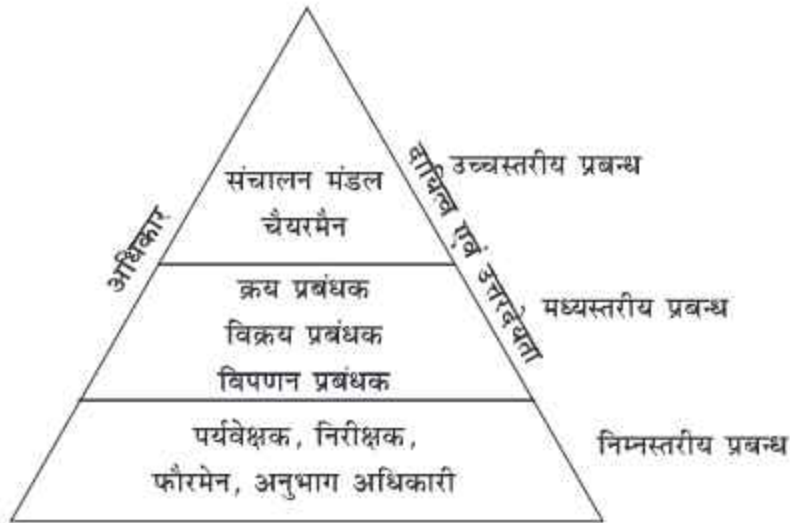 संचालन मंडल
चैयरमैन
क्रय प्रबंधक
विक्रय प्रबंधक
विपणन प्रबंधक
पर्यवेक्षक, निरीक्षक,
फौरमेन, अनुभाग अधिकारी
अधिकार
दायित्व एवं उत्तरदेयता
उच्चस्तरीय प्रबन्ध
मध्यस्तरीय प्रबन्ध
निम्नस्तरीय प्रबन्ध